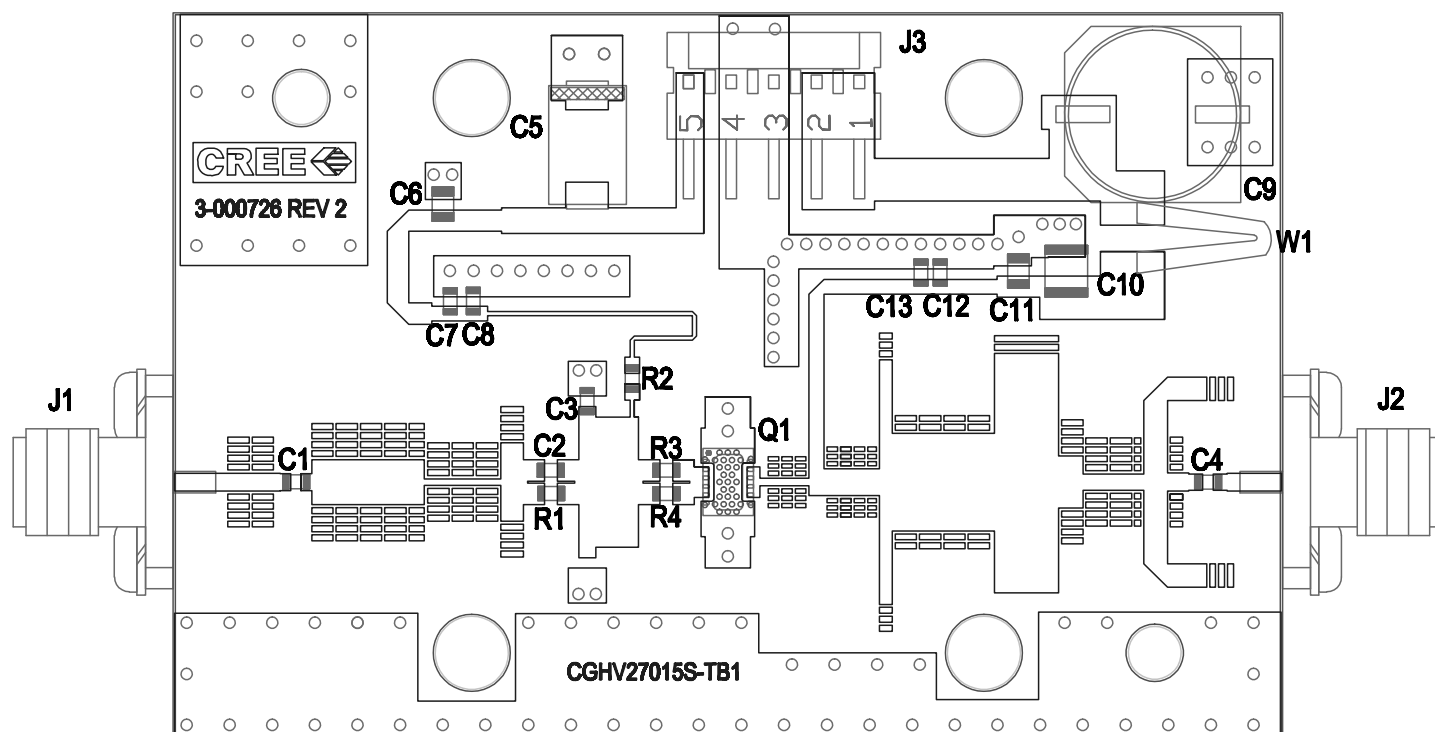 J3
C5
5 4 3 2 1
CREE
C6
C9
3-000726 REV 2
W1
C10
C13 C12 C11
C7 C8
R2
J1
J2
C3
Q1
C2 R3
C1
C4
R1 R4
CGHV27015S-TB1